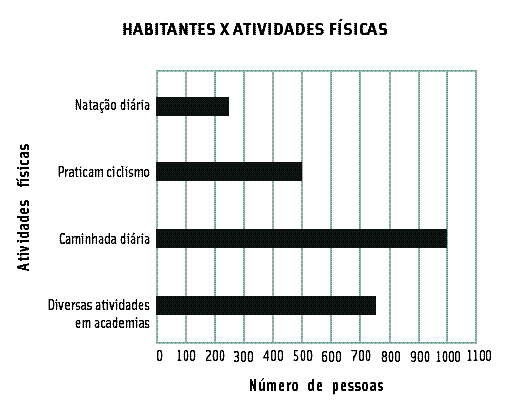 HABITANTES X ATIVIDADES FÍSICAS
Atividades físicas
Natação diária
Praticam ciclismo
Caminhada diária
Diversas atividades
em academias
0 100 200 300 400 500 600 700 800 900 1000 1100
Número de pessoas